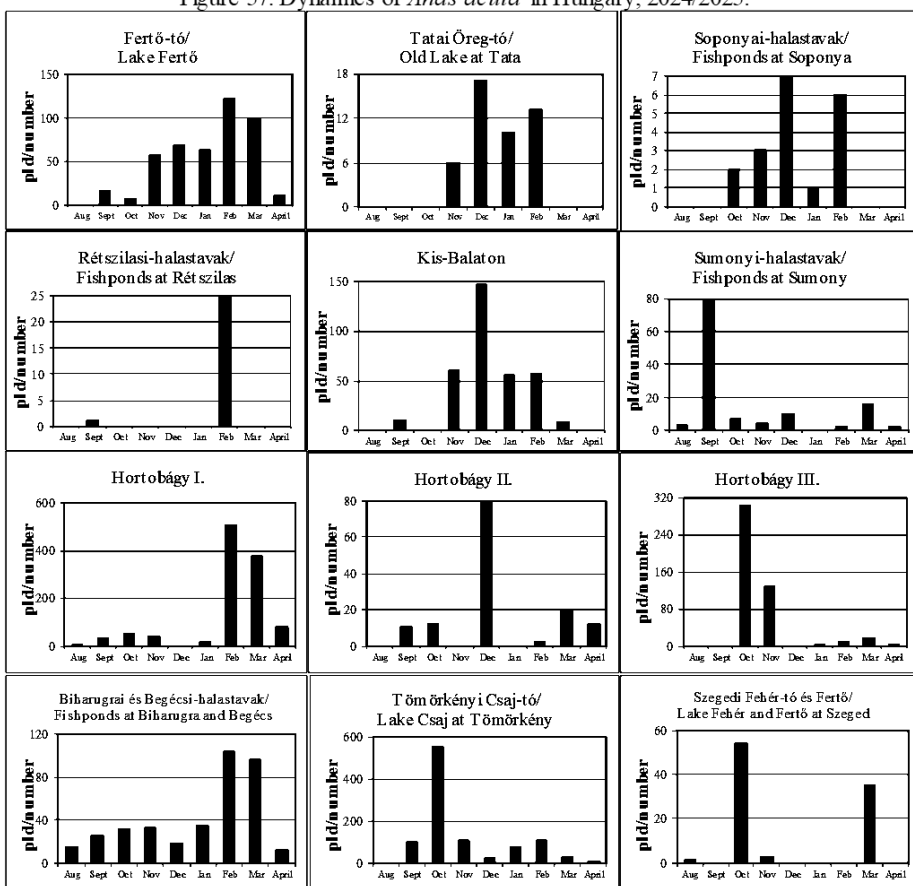 Figure 37. Dynamics of Anas acuta in Hungary, 2024/2025.
Fertő-tó/
Lake Fertő
pld/number
150
100
50
0
Aug Sept Oct Nov Dec Jan Feb Mar April
Tatai Öreg-tó/
Old Lake at Tata
pld/number
18
12
6
0
Aug Sept Oct Nov Dec Jan Feb Mar April
Soponyai-halastavak/
Fishponds at Soponya
pld/number
7
6
5
4
3
2
1
0
Aug Sept Oct Nov Dec Jan Feb Mar April
Rétszilasi-halastavak/
Fishponds at Rétszilas
pld/number
25
20
15
10
5
0
Aug Sept Oct Nov Dec Jan Feb Mar April
Kis-Balaton
pld/number
150
100
50
0
Aug Sept Oct Nov Dec Jan Feb Mar April
Sumonyi-halastavak/
Fishponds at Sumony
pld/number
80
60
40
20
0
Aug Sept Oct Nov Dec Jan Feb Mar April
Hortobágy I.
pld/number
600
400
200
0
Aug Sept Oct Nov Dec Jan Feb Mar April
Hortobágy II.
pld/number
80
60
40
20
0
Aug Sept Oct Nov Dec Jan Feb Mar April
Hortobágy III.
pld/number
320
240
160
80
0
Aug Sept Oct Nov Dec Jan Feb Mar April
Biharugrai és Begécsi-halastavak/
Fishponds at Biharugra and Begécs
pld/number
120
80
40
0
Aug Sept Oct Nov Dec Jan Feb Mar April
Tömörkényi Csaj-tó/
Lake Csaj at Tömörkény
pld/number
600
400
200
0
Aug Sept Oct Nov Dec Jan Feb Mar April
Szegedi Fehér-tó és Fertő/
Lake Fehér and Fertő at Szeged
pld/number
60
40
20
0
Aug Sept Oct Nov Dec Jan Feb Mar April